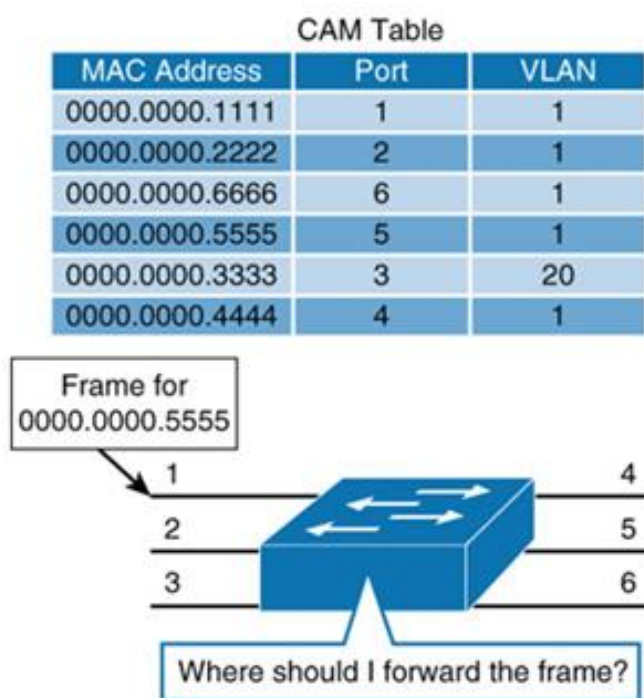 CAM Table
MAC Address Port VLAN
0000.0000.1111 1 1
0000.0000.2222 2 1
0000.0000.6666 6 1
0000.0000.5555 5 1
0000.0000.3333 3 20
0000.0000.4444 4 1
Frame for
0000.0000.5555
1 4
2 5
3 6
Where should I forward the frame?